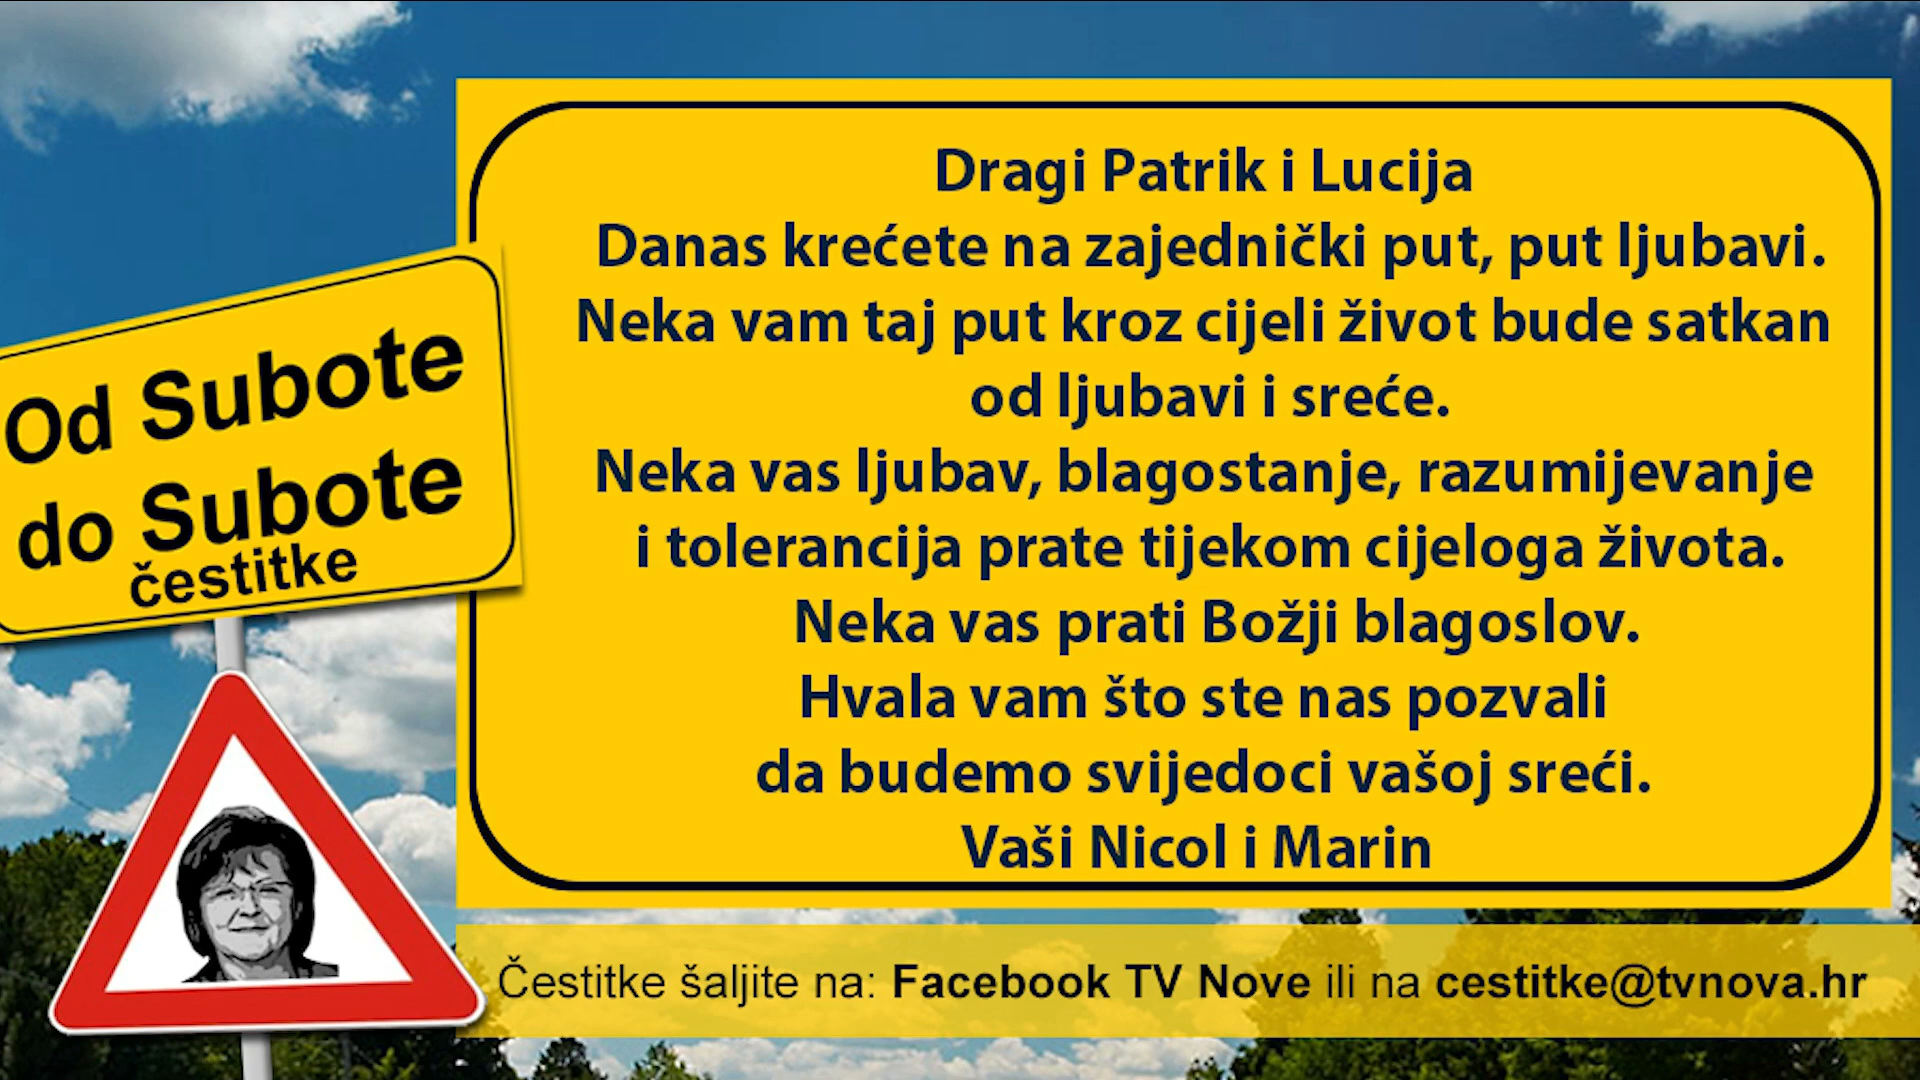 Od Subote
do Subote
čestitke
Dragi Patrik i Lucija
Danas krećete na zajednički put, put ljubavi.
Neka vam taj put kroz cijeli život bude satkan
od ljubavi i sreće.
Neka vas ljubav, blagostanje, razumijevanje
i tolerancija prate tijekom cijeloga života.
Neka vas prati Božji blagoslov.
Hvala vam što ste nas pozvali
da budemo svijedoci vašoj sreći.
Vaši Nicol i Marin
Čestitke šaljite na: Facebook TV Nove ili na cestitke@tvnova.hr